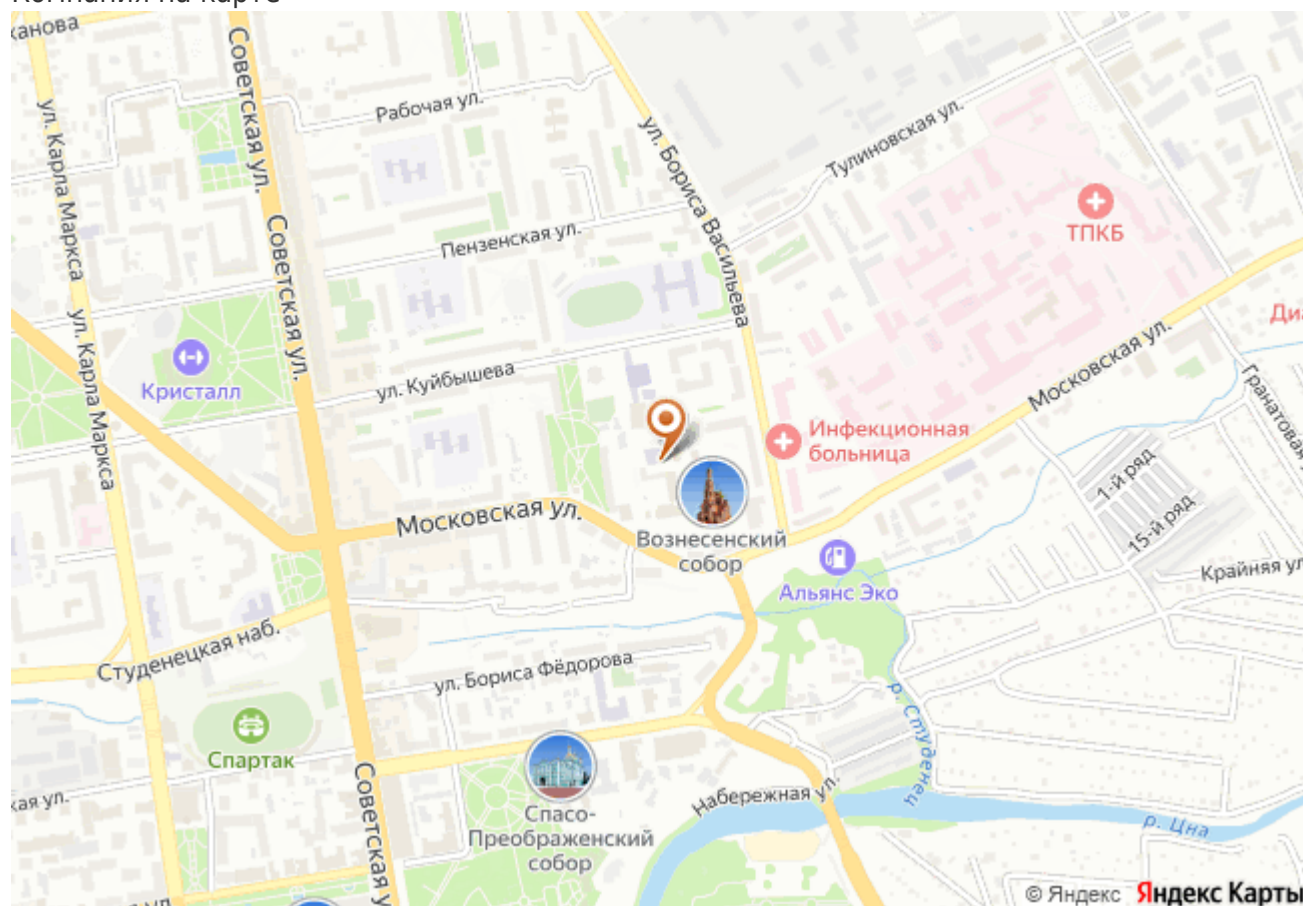 Компания на карте
Советская ул.
Рабочая ул.
ул. Бориса Васильева
Тулиновская ул.
ул. Карла Маркса
ТПКБ
Пензенская ул.
Советская ул.
ул. Карла Маркса
Кристалл
ул. Куйбышева
Московская ул.
Гранатовая
Инфекционная
больница
1-й ряд
15-й ряд
Московская ул.
Вознесенский
собор
Альянс Эко
Крайняя ул
Студенецкая наб.
ул. Бориса Фёдорова
р. Студенец
Спартак
Советская у
Набережная ул.
Спасо-
Преображенский
собор
р. Цна
© Яндекс Яндекс Карты